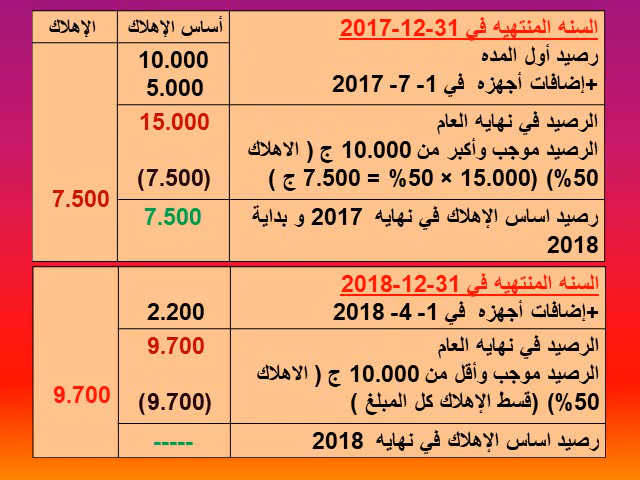 السنه المنتهيه في 31-12-2017 أساس الإهلاك الإهلاك
رصيد أول المده 10.000
+إضافات أجهزه في 1- 7- 2017 5.000
الرصيد في نهايه العام 15.000
الرصيد موجب وأكبر من 10.000 ج ( الاهلاك
50%) (15.000 × 50% = 7.500 ج ) (7.500)
7.500
رصيد اساس الإهلاك في نهايه 2017 و بداية 7.500
2018
السنه المنتهيه في 31-12-2018
+إضافات أجهزه في 1- 4- 2018 2.200
الرصيد في نهايه العام 9.700
الرصيد موجب وأقل من 10.000 ج ( الاهلاك
50%) (قسط الإهلاك كل المبلغ ) (9.700) 9.700
رصيد اساس الإهلاك في نهايه 2018 -----